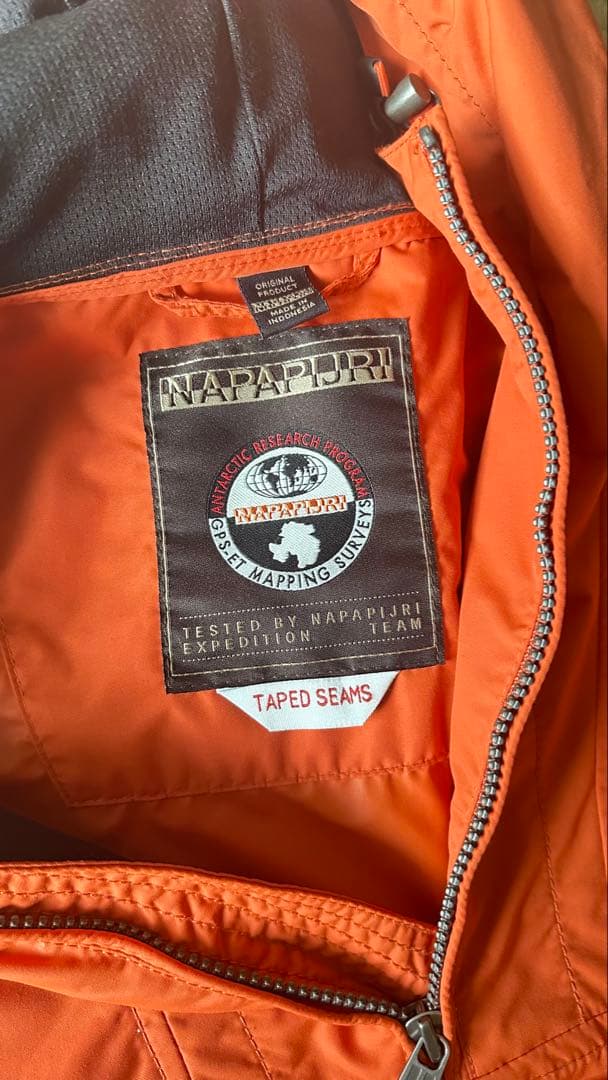 ORIGINAL
PRODUCT
NAPAPIJRI
MADE IN
INDONESIA
NAPAPIJRI
ANTARCTIC RESEARCH PROGRAM
NAPAPIJRI
GPS-ET MAPPING SURVEYS
TESTED BY NAPAPIJRI
EXPEDITION TEAM
TAPED SEAMS